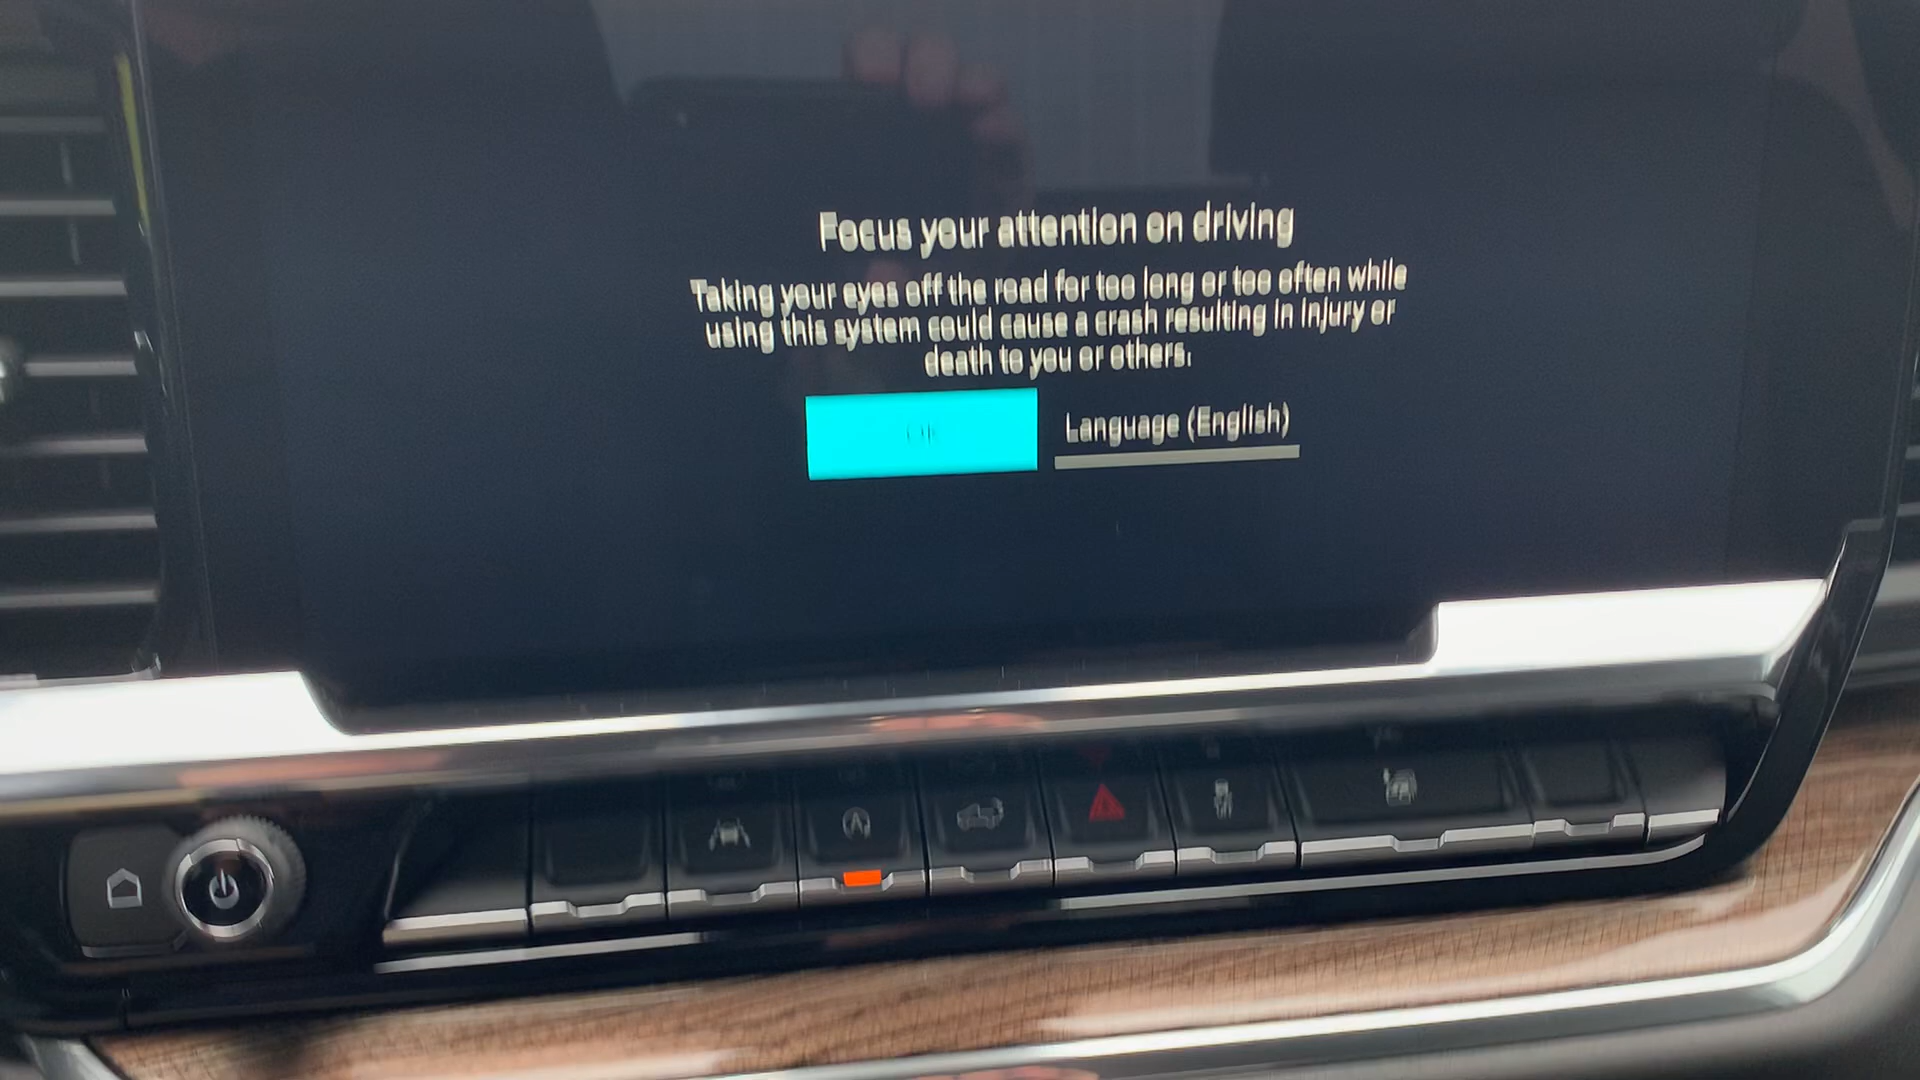 Focus your attention on driving
Taking your eyes off the road for too long or too often while
using this system could cause a crash resulting in injury or
death to you or others.
OK
Language (English)